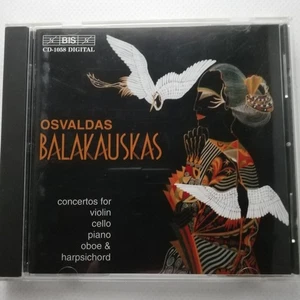 BIS
CD-1058 DIGITAL
OSVALDAS
BALAKAUSKAS
concertos for
violin
cello
piano
oboe &
harpsichord